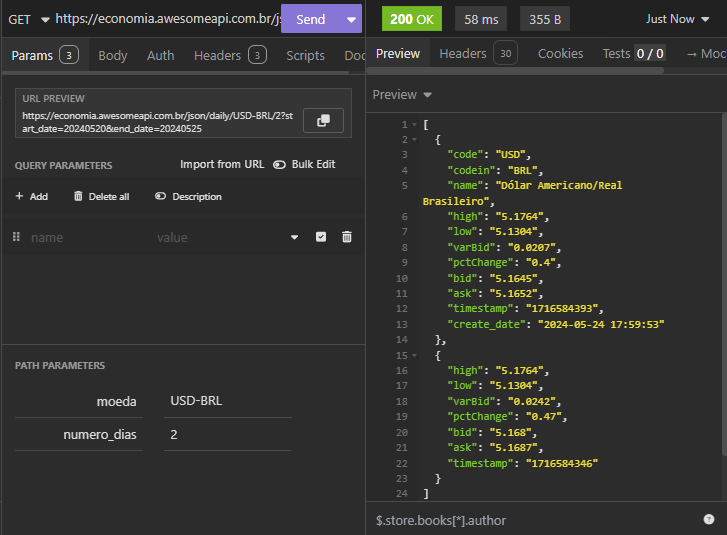 GET https://economia.awesomeapi.com.br/js Send
Params 3 Body Auth Headers 3 Scripts Doc
URL PREVIEW
https://economia.awesomeapi.com.br/json/daily/USD-BRL/2?st
art_date=20240520&end_date=20240525
QUERY PARAMETERS Import from URL Bulk Edit
+ Add Delete all Description
name value
PATH PARAMETERS
moeda USD-BRL
numero_dias 2
200 OK 58 ms 355 B Just Now
Preview Headers 30 Cookies Tests 0 / 0 → Moc
Preview
1 [
2 {
3 "code": "USD",
4 "codein": "BRL",
5 "name": "Dólar Americano/Real
Brasileiro",
6 "high": "5.1764",
7 "low": "5.1304",
8 "varBid": "0.0207",
9 "pctChange": "0.4",
10 "bid": "5.1645",
11 "ask": "5.1652",
12 "timestamp": "1716584393",
13 "create_date": "2024-05-24 17:59:53"
14 },
15 {
16 "high": "5.1764",
17 "low": "5.1304",
18 "varBid": "0.0242",
19 "pctChange": "0.47",
20 "bid": "5.168",
21 "ask": "5.1687",
22 "timestamp": "1716584346"
23 }
24 ]
$.store.books[*].author ?